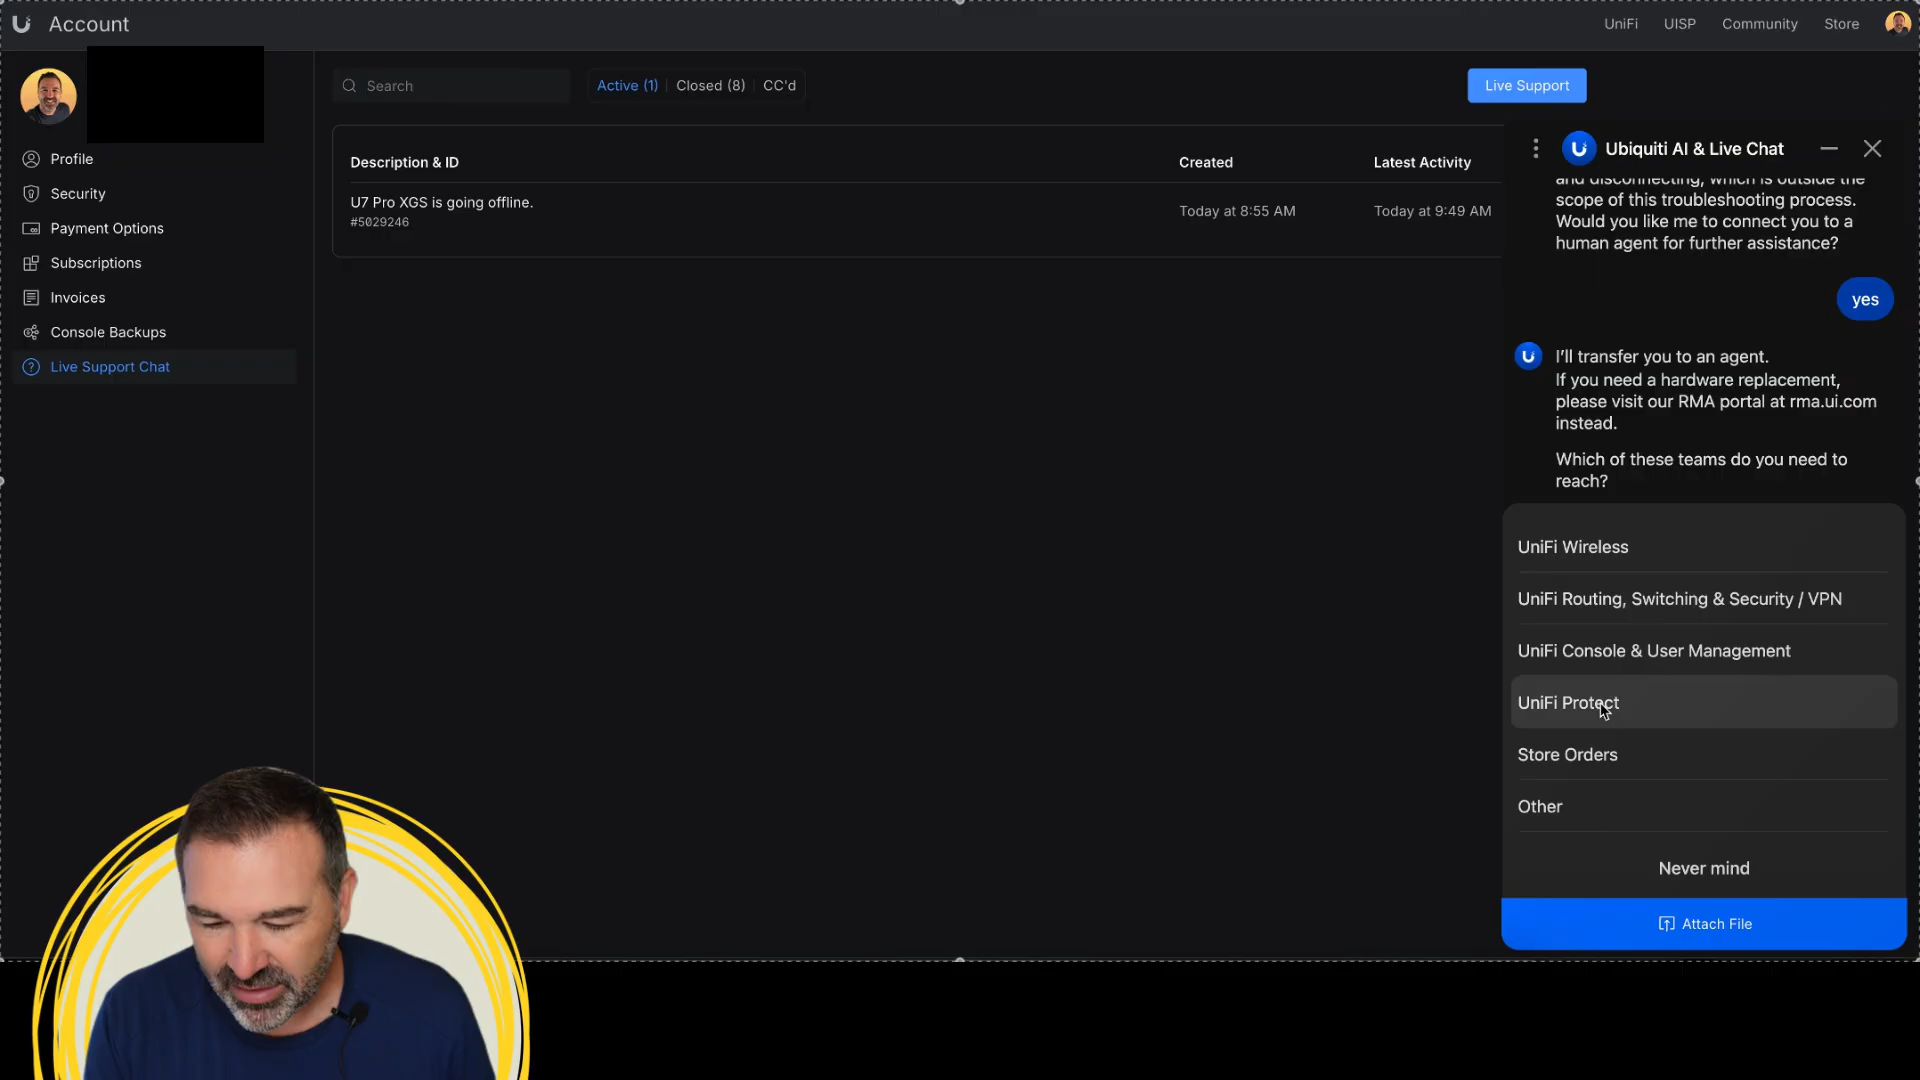 Account
UniFi
UISP
Community
Store
Profile
Security
Payment Options
Subscriptions
Invoices
Console Backups
Live Support Chat
Search
Active (1)
Closed (8)
CC'd
Live Support
Description & ID
Created
Latest Activity
U7 Pro XGS is going offline.
#5029246
Today at 8:55 AM
Today at 9:49 AM
Ubiquiti AI & Live Chat
and disconnecting, which is outside the
scope of this troubleshooting process.
Would you like me to connect you to a
human agent for further assistance?
yes
I'll transfer you to an agent.
If you need a hardware replacement,
please visit our RMA portal at rma.ui.com
instead.
Which of these teams do you need to
reach?
UniFi Wireless
UniFi Routing, Switching & Security / VPN
UniFi Console & User Management
UniFi Protect
Store Orders
Other
Never mind
Attach File